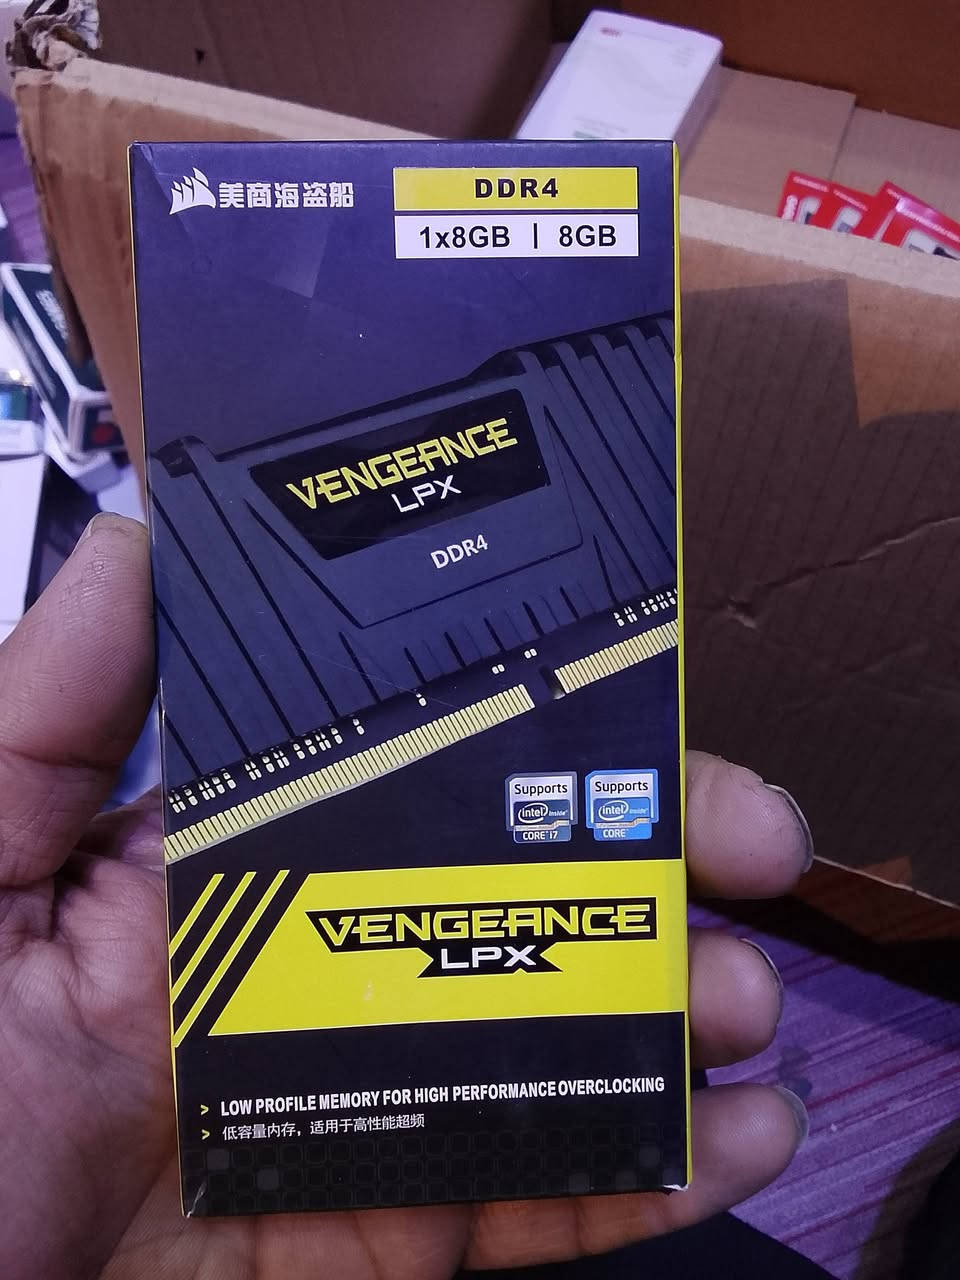 美商海盗船
DDR4
1x8GB | 8GB
VENGEANCE
LPX
DDR4
Supports
intel inside
CORE i7
Supports
intel inside
CORE
VENGEANCE
LPX
> LOW PROFILE MEMORY FOR HIGH PERFORMANCE OVERCLOCKING
> 低容量内存，适用于高性能超频